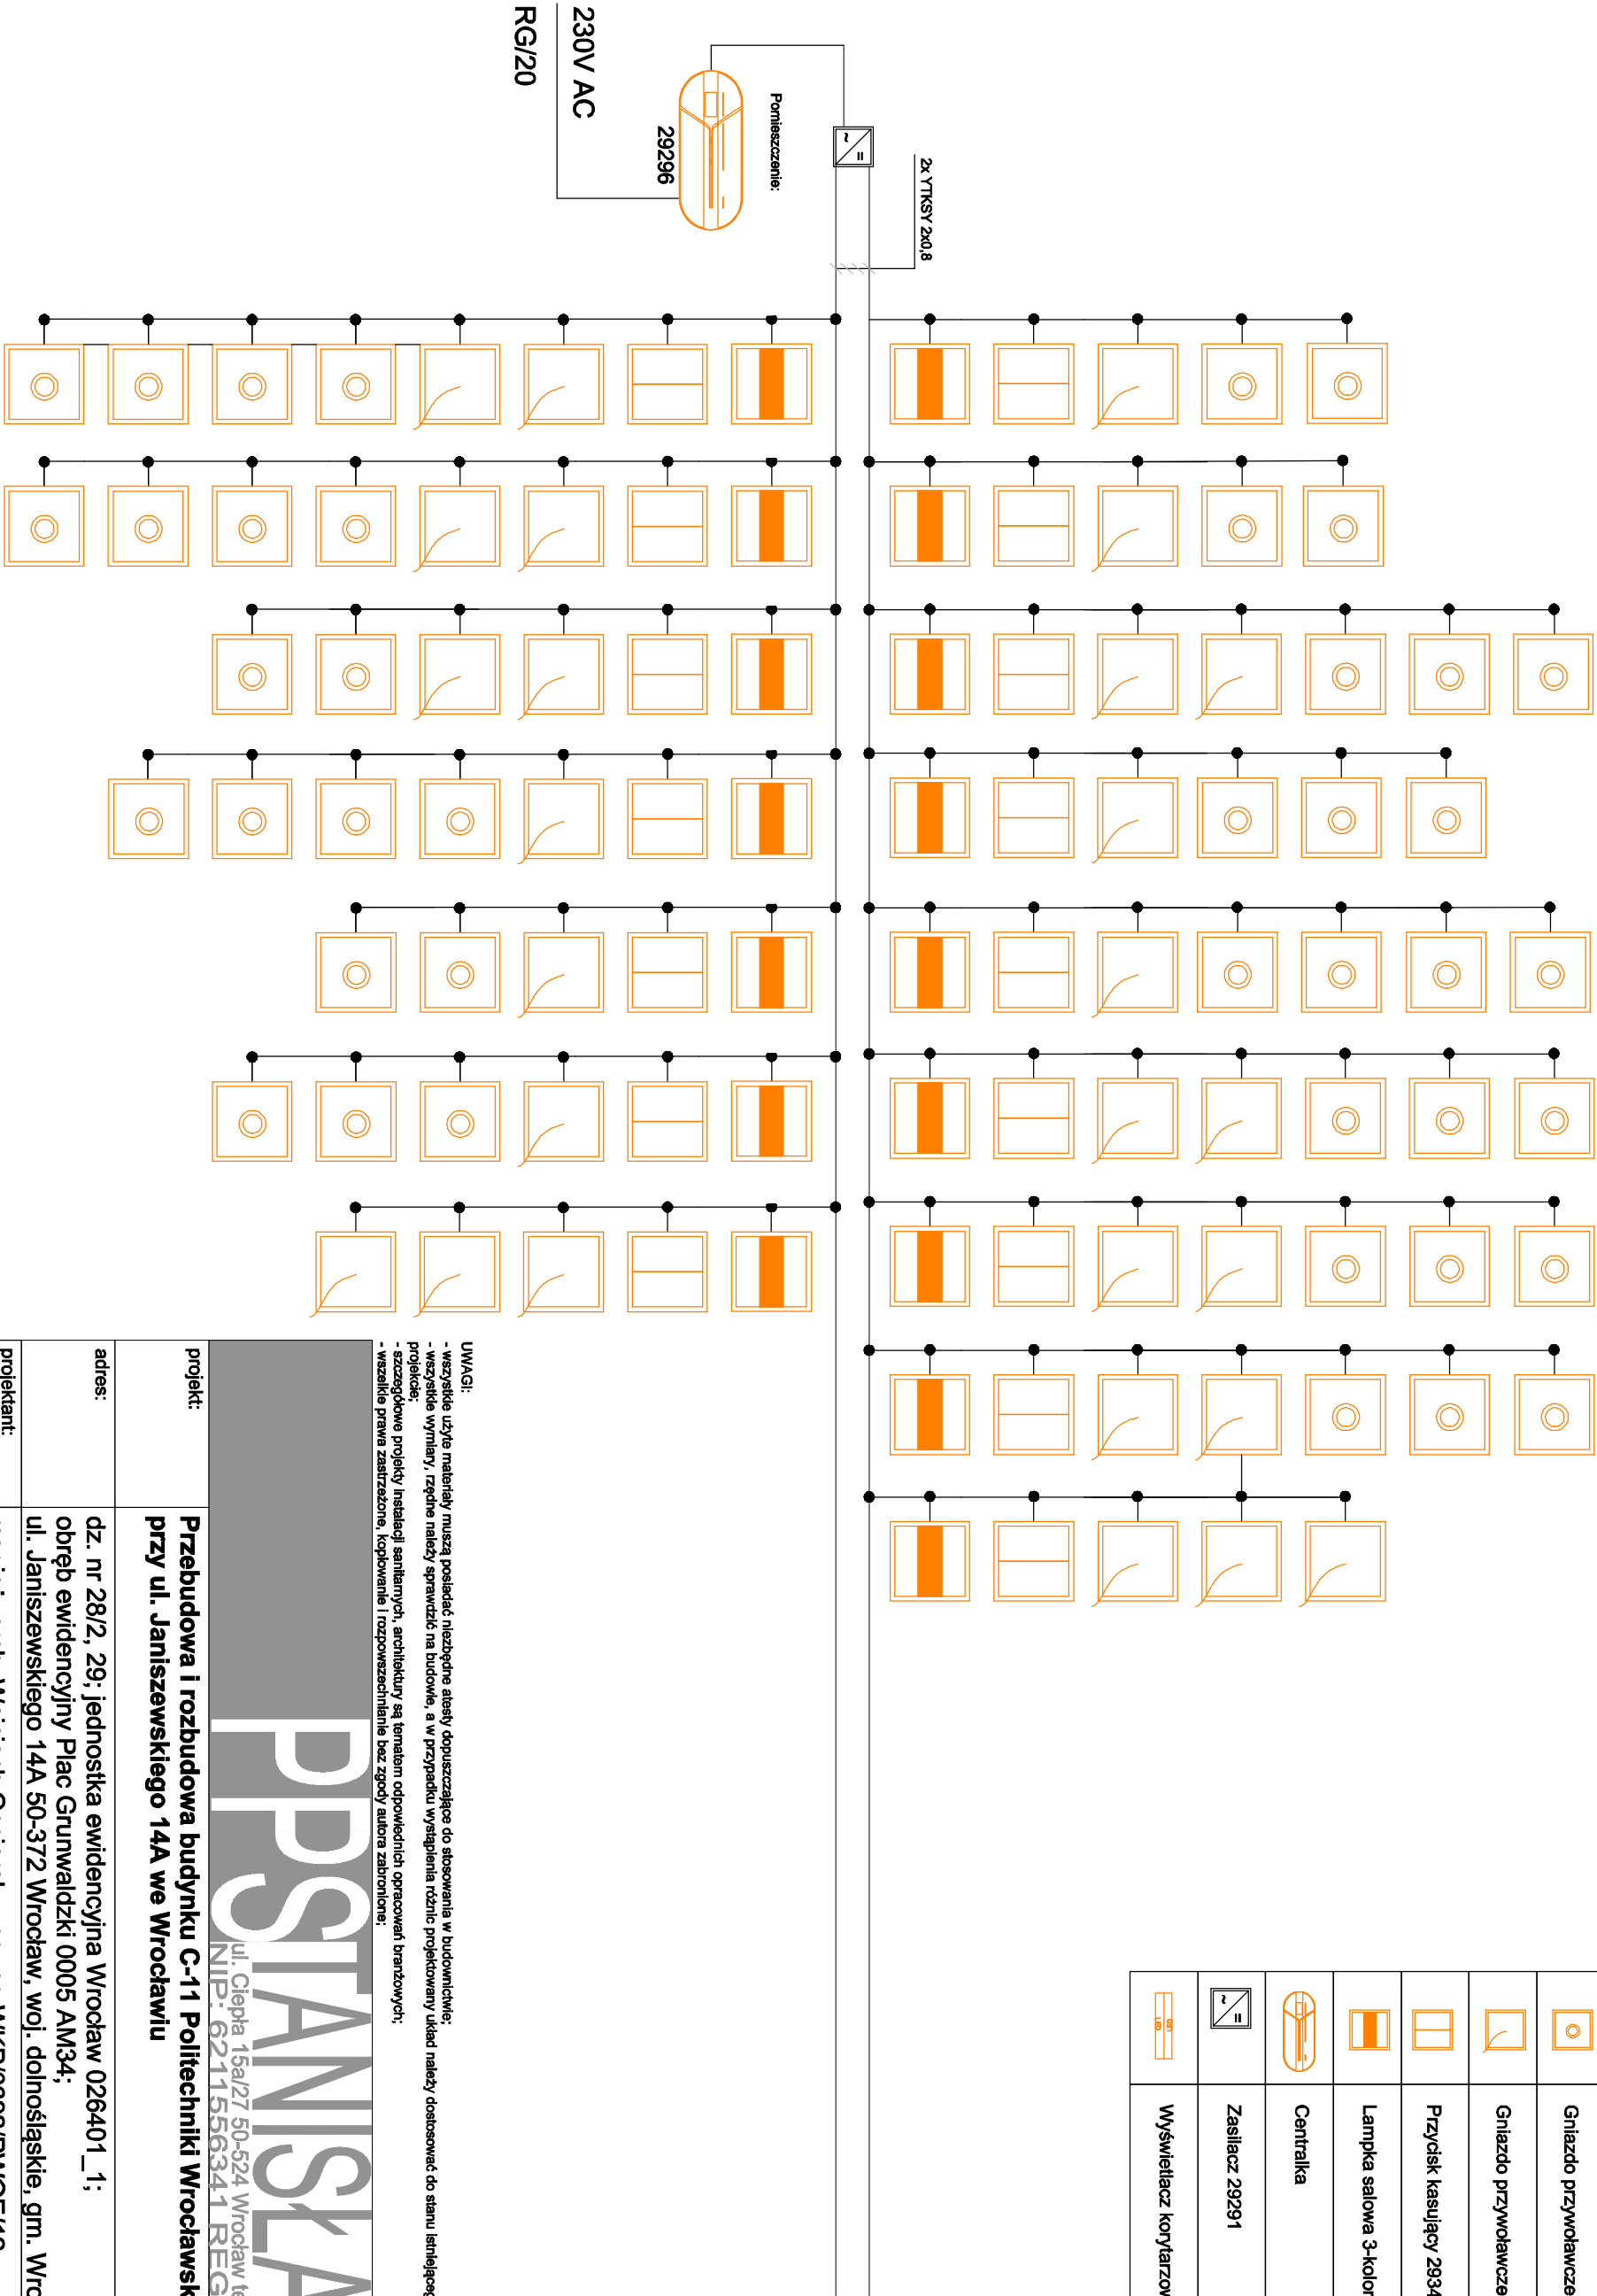 230V AC
RG/20
29296
Pomieszczenie:
2x YTKSY 2x0,8
Gniazdo przywoławcze
Gniazdo przywoławcze
Przycisk kasujący 2934
Lampka salowa 3-kolor
Centralka
Zasilacz 29291
Wyświetlacz korytarzow
UWAGI:
- wszystkie użyte materiały muszą posiadać niezbędne atesty dopuszczające do stosowania w budownictwie;
- wszystkie wymiary, rzędne należy sprawdzić na budowie, a w przypadku wystąpienia różnic projektowany układ należy dostosować do stanu istniejąceg
projekcie;
- szczegółowe projekty instalacji sanitarnych, architektury są tematem odpowiednich opracowań branżowych;
- wszelkie prawa zastrzeżone, kopiowanie i rozpowszechnianie bez zgody autora zabronione;
PPSTANISŁA
ul. Ciepła 15a/27 50-524 Wrocław te
NIP: 6211556341 REG
projekt:
Przebudowa i rozbudowa budynku C-11 Politechniki Wrocławsk
przy ul. Janiszewskiego 14A we Wrocławiu
adres:
dz. nr 28/2, 29; jednostka ewidencyjna Wrocław 026401_1;
obręb ewidencyjny Plac Grunwaldzki 0005 AM34;
ul. Janiszewskiego 14A 50-372 Wrocław, woj. dolnośląskie, gm. Wro
projektant: